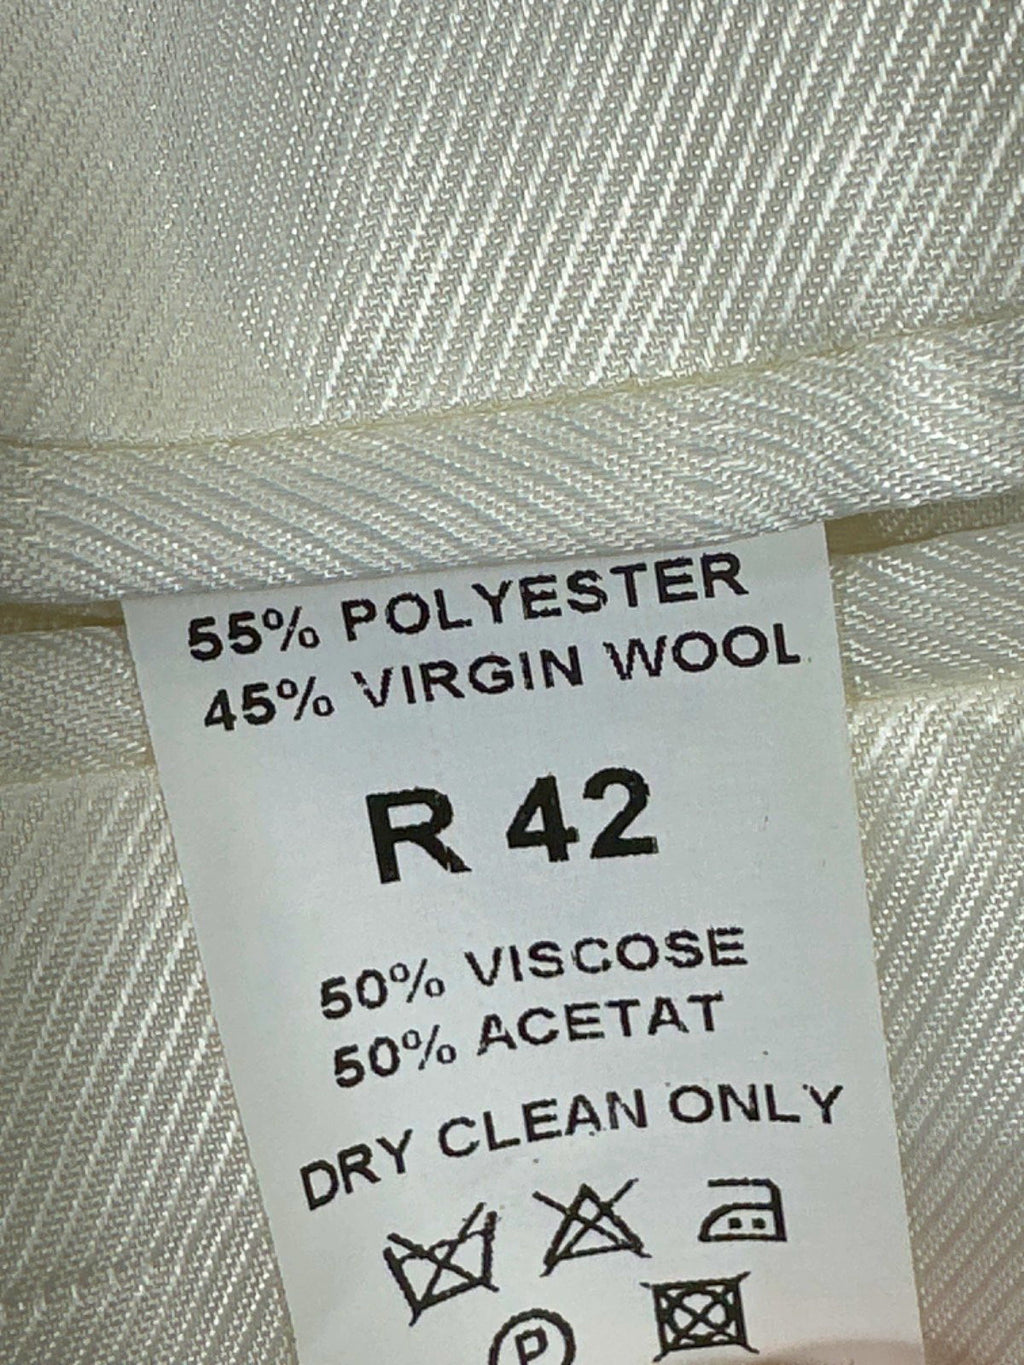 55% POLYESTER
45% VIRGIN WOOL
R 42
50% VISCOSE
50% ACETAT
DRY CLEAN ONLY
P